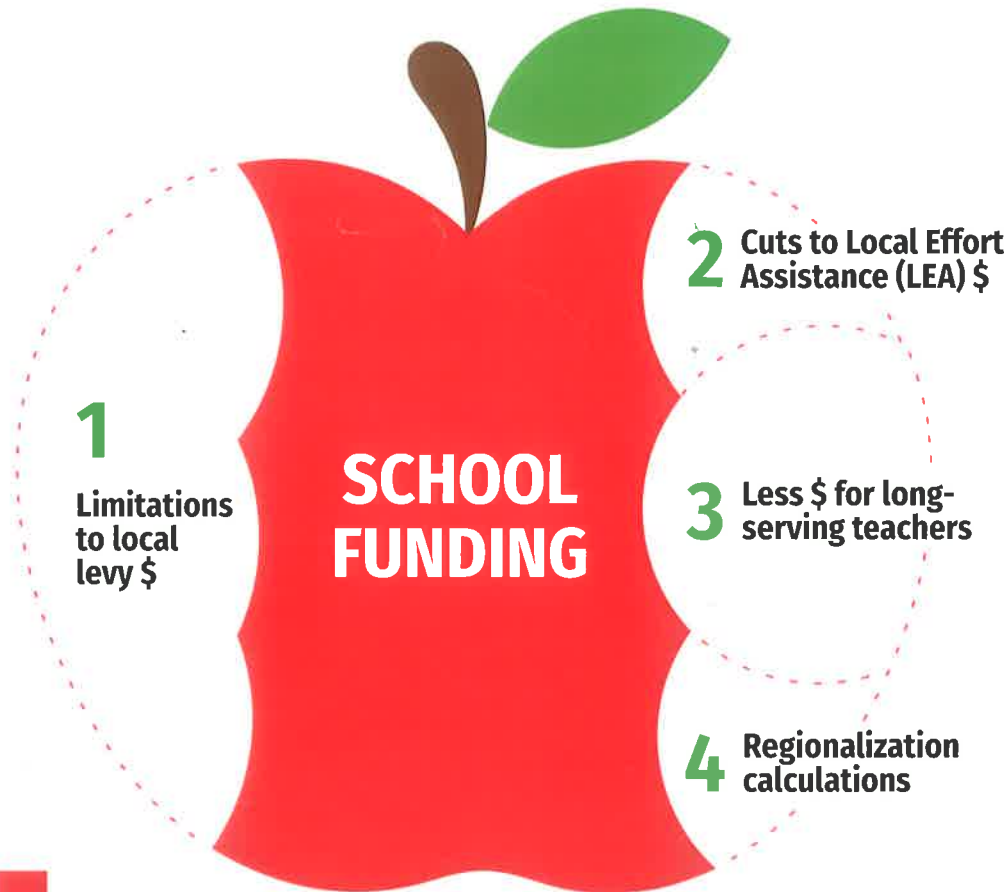 SCHOOL
FUNDING
1
Limitations
to local
levy $
2
Cuts to Local Effort
Assistance (LEA) $
3
Less $ for long-
serving teachers
4
Regionalization
calculations